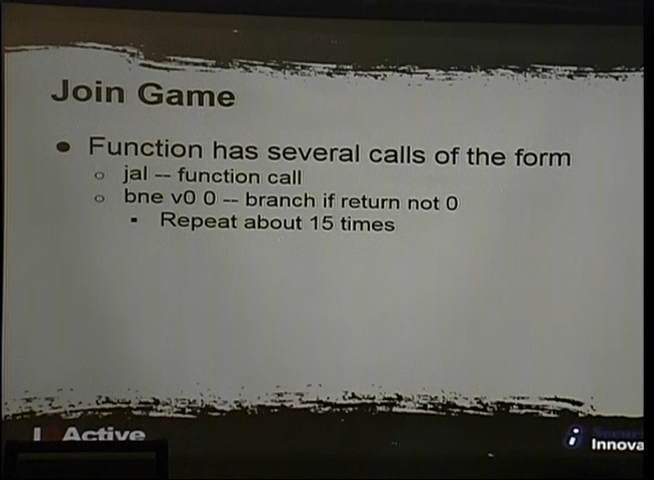 Join Game
● Function has several calls of the form
○ jal -- function call
○ bne v0 0 -- branch if return not 0
▪ Repeat about 15 times
Active
Innova